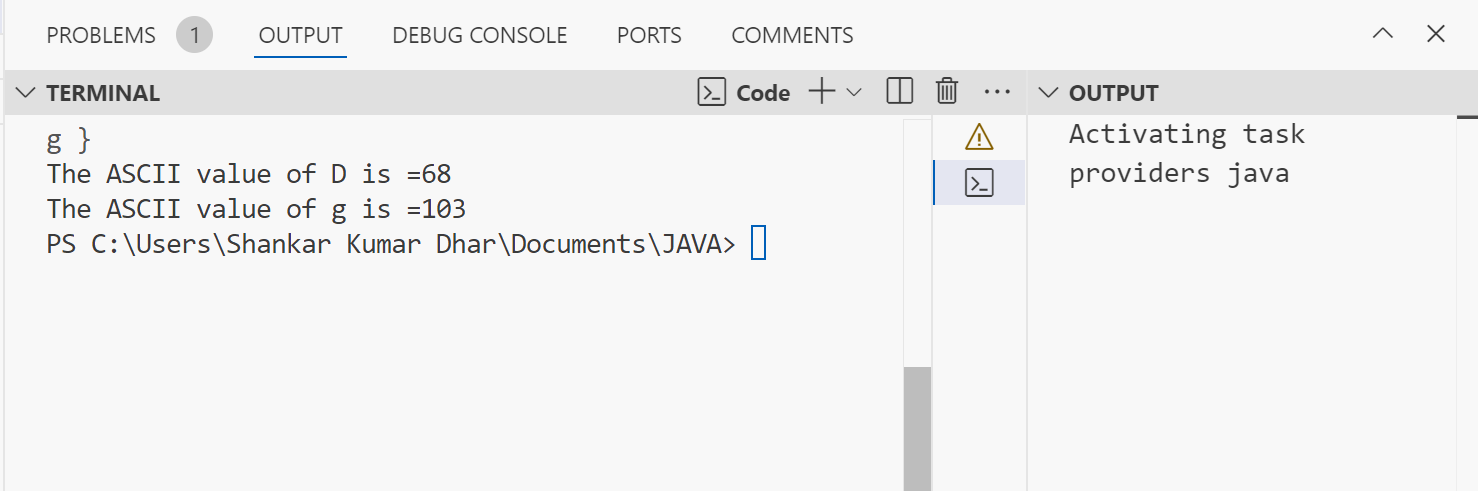 PROBLEMS 1 OUTPUT DEBUG CONSOLE PORTS COMMENTS
TERMINAL Code
g }
The ASCII value of D is =68
The ASCII value of g is =103
PS C:\Users\Shankar Kumar Dhar\Documents\JAVA>
OUTPUT
Activating task
providers java